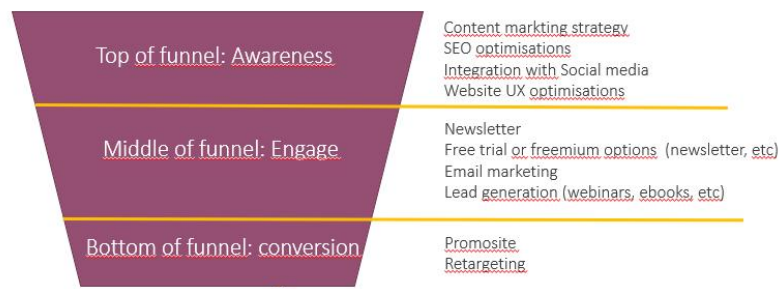 Top of funnel: Awareness
Content markting strategy
SEO optimisations
Integration with Social media
Website UX optimisations
Middle of funnel: Engage
Newsletter
Free trial or freemium options  (newsletter, etc)
Email marketing
Lead generation (webinars, ebooks, etc)
Bottom of funnel: conversion
Promosite
Retargeting